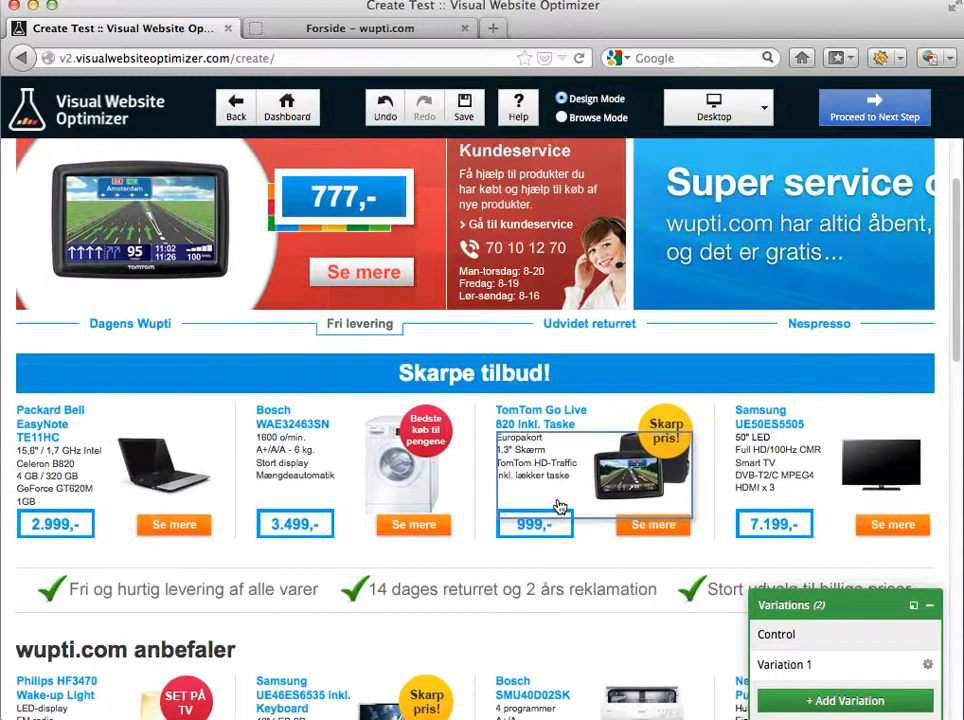 Create Test :: Visual Website Optimizer
Create Test :: Visual Website Op...
Forside - wupti.com
v2.visualwebsiteoptimizer.com/create/
Google
Visual Website
Optimizer
Back
Dashboard
Undo
Redo
Save
?
Help
Design Mode
Browse Mode
Desktop
Proceed to Next Step
Amsterdam
95
11:02
11:26
100
TOMTOM
777,-
Se mere
Kundeservice
Få hjælp til produkter du
har købt og hjælp til køb af
nye produkter.
> Gå til kundeservice
70 10 12 70
Man-torsdag: 8-20
Fredag: 8-19
Lør-søndag: 8-16
Super service
wupti.com har altid åbent,
og det er gratis...
Dagens Wupti
Fri levering
Udvidet returret
Nespresso
Skarpe tilbud!
Packard Bell
EasyNote
TE11HC
15,6" / 1,7 GHz Intel
Celeron B820
4 GB / 320 GB
GeForce GT620M
1GB
2.999,-
Se mere
Bosch
WAE32463SN
1600 o/min.
A+/A/A - 6 kg.
Stort display
Mængdeautomatik
Bedste
køb til
pengene
3.499,-
Se mere
TomTom Go Live
820 Inkl. Taske
Europakort
4.3" Skærm
TomTom HD-Traffic
Inkl. lækker taske
Skarp
pris!
999,-
Se mere
Samsung
UE50ES5505
50" LED
Full HD/100Hz CMR
Smart TV
DVB-T2/C MPEG4
HDMI x 3
7.199,-
Se mere
Fri og hurtig levering af alle varer
14 dages returret og 2 års reklamation
Stort udvalg til billige priser
Variations (2)
Control
Variation 1
+ Add Variation
wupti.com anbefaler
Philips HF3470
Wake-up Light
LED-display
SET PÅ
TV
Samsung
UE46ES6535 inkl.
Keyboard
Skarp
pris!
Bosch
SMU40D02SK
4 programmer